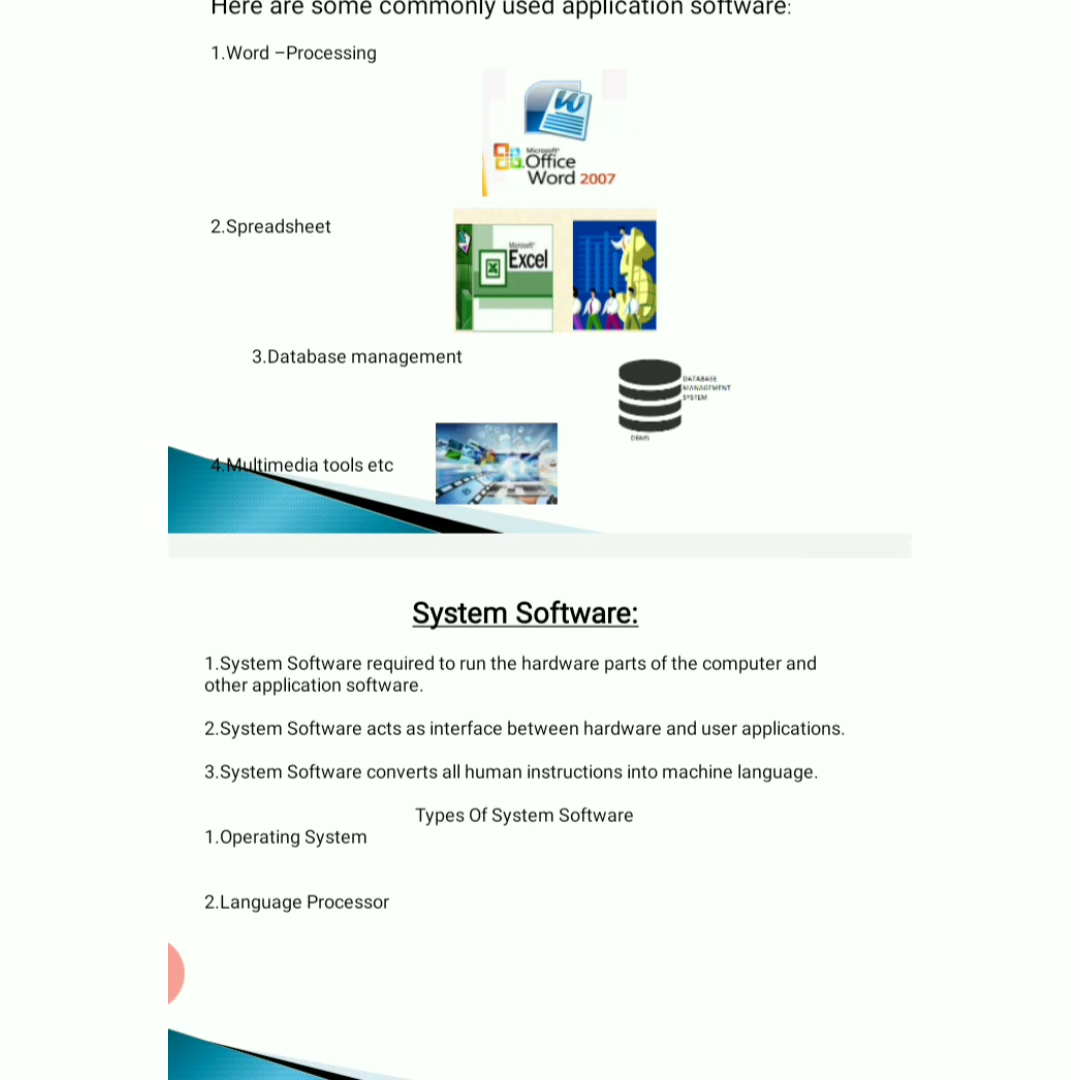 Here are some commonly used application software:
1.Word –Processing
Microsoft
Office
Word 2007
2.Spreadsheet
Microsoft
Excel
3.Database management
DATABASE
MANAGTMENT
SYSTEM
DBMS
4.Multimedia tools etc
System Software:
1.System Software required to run the hardware parts of the computer and
other application software.
2.System Software acts as interface between hardware and user applications.
3.System Software converts all human instructions into machine language.
Types Of System Software
1.Operating System
2.Language Processor